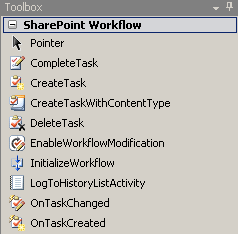 Toolbox
SharePoint Workflow
Pointer
CompleteTask
CreateTask
CreateTaskWithContentType
DeleteTask
EnableWorkflowModification
InitializeWorkflow
LogToHistoryListActivity
OnTaskChanged
OnTaskCreated